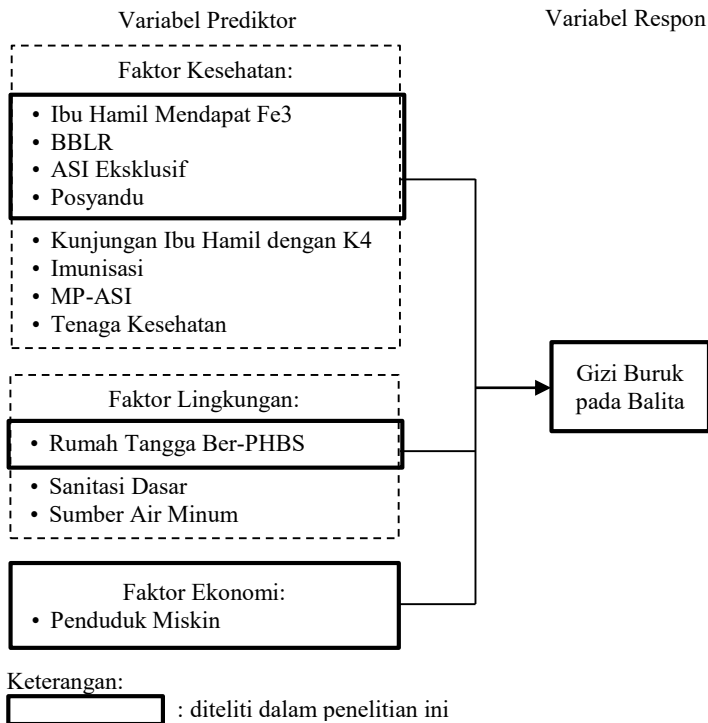 Variabel Prediktor
Variabel Respon
Faktor Kesehatan:
• Ibu Hamil Mendapat Fe3
• BBLR
• ASI Eksklusif
• Posyandu
• Kunjungan Ibu Hamil dengan K4
• Imunisasi
• MP-ASI
• Tenaga Kesehatan
Faktor Lingkungan:
• Rumah Tangga Ber-PHBS
• Sanitasi Dasar
• Sumber Air Minum
Faktor Ekonomi:
• Penduduk Miskin
Gizi Buruk
pada Balita
Keterangan:
: diteliti dalam penelitian ini